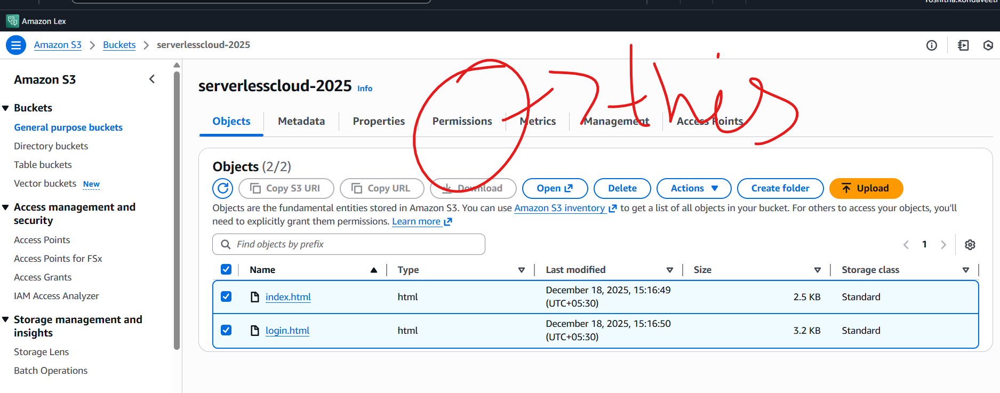 Amazon Lex
Amazon S3 > Buckets > serverlesscloud-2025
Amazon S3
Buckets
General purpose buckets
Directory buckets
Table buckets
Vector buckets New
Access management and
security
Access Points
Access Points for FSx
Access Grants
IAM Access Analyzer
Storage management and
insights
Storage Lens
Batch Operations
serverlesscloud-2025 Info
this
Objects Metadata Properties Permissions Metrics Management Access Points
Objects (2/2)
Copy S3 URI Copy URL Download Open Delete Actions Create folder Upload
Objects are the fundamental entities stored in Amazon S3. You can use Amazon S3 inventory to get a list of all objects in your bucket. For others to access your objects, you'll
need to explicitly grant them permissions. Learn more
Find objects by prefix
1
Name Type Last modified Size Storage class
index.html html December 18, 2025, 15:16:49 (UTC+05:30) 2.5 KB Standard
login.html html December 18, 2025, 15:16:50 (UTC+05:30) 3.2 KB Standard